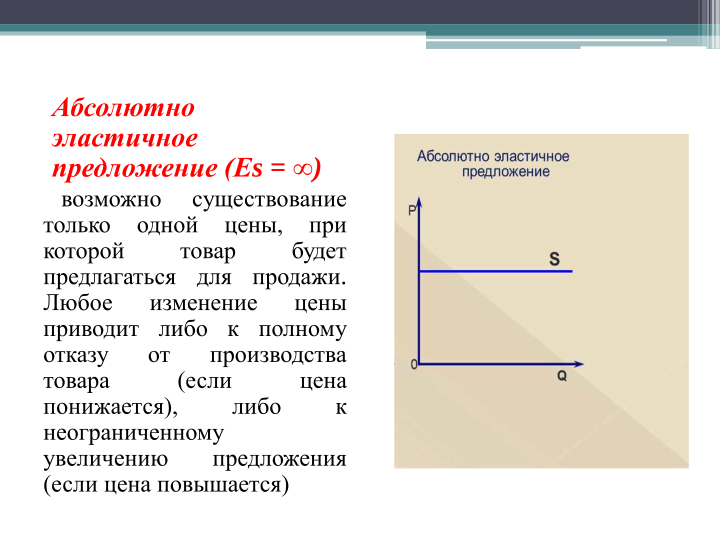 Абсолютно
эластичное
предложение (Es = ∞)
возможно существование
только одной цены, при
которой товар будет
предлагаться для продажи.
Любое изменение цены
приводит либо к полному
отказу от производства
товара (если цена
понижается), либо к
неограниченному
увеличению предложения
(если цена повышается)
Абсолютно эластичное
предложение
P
S
0
Q